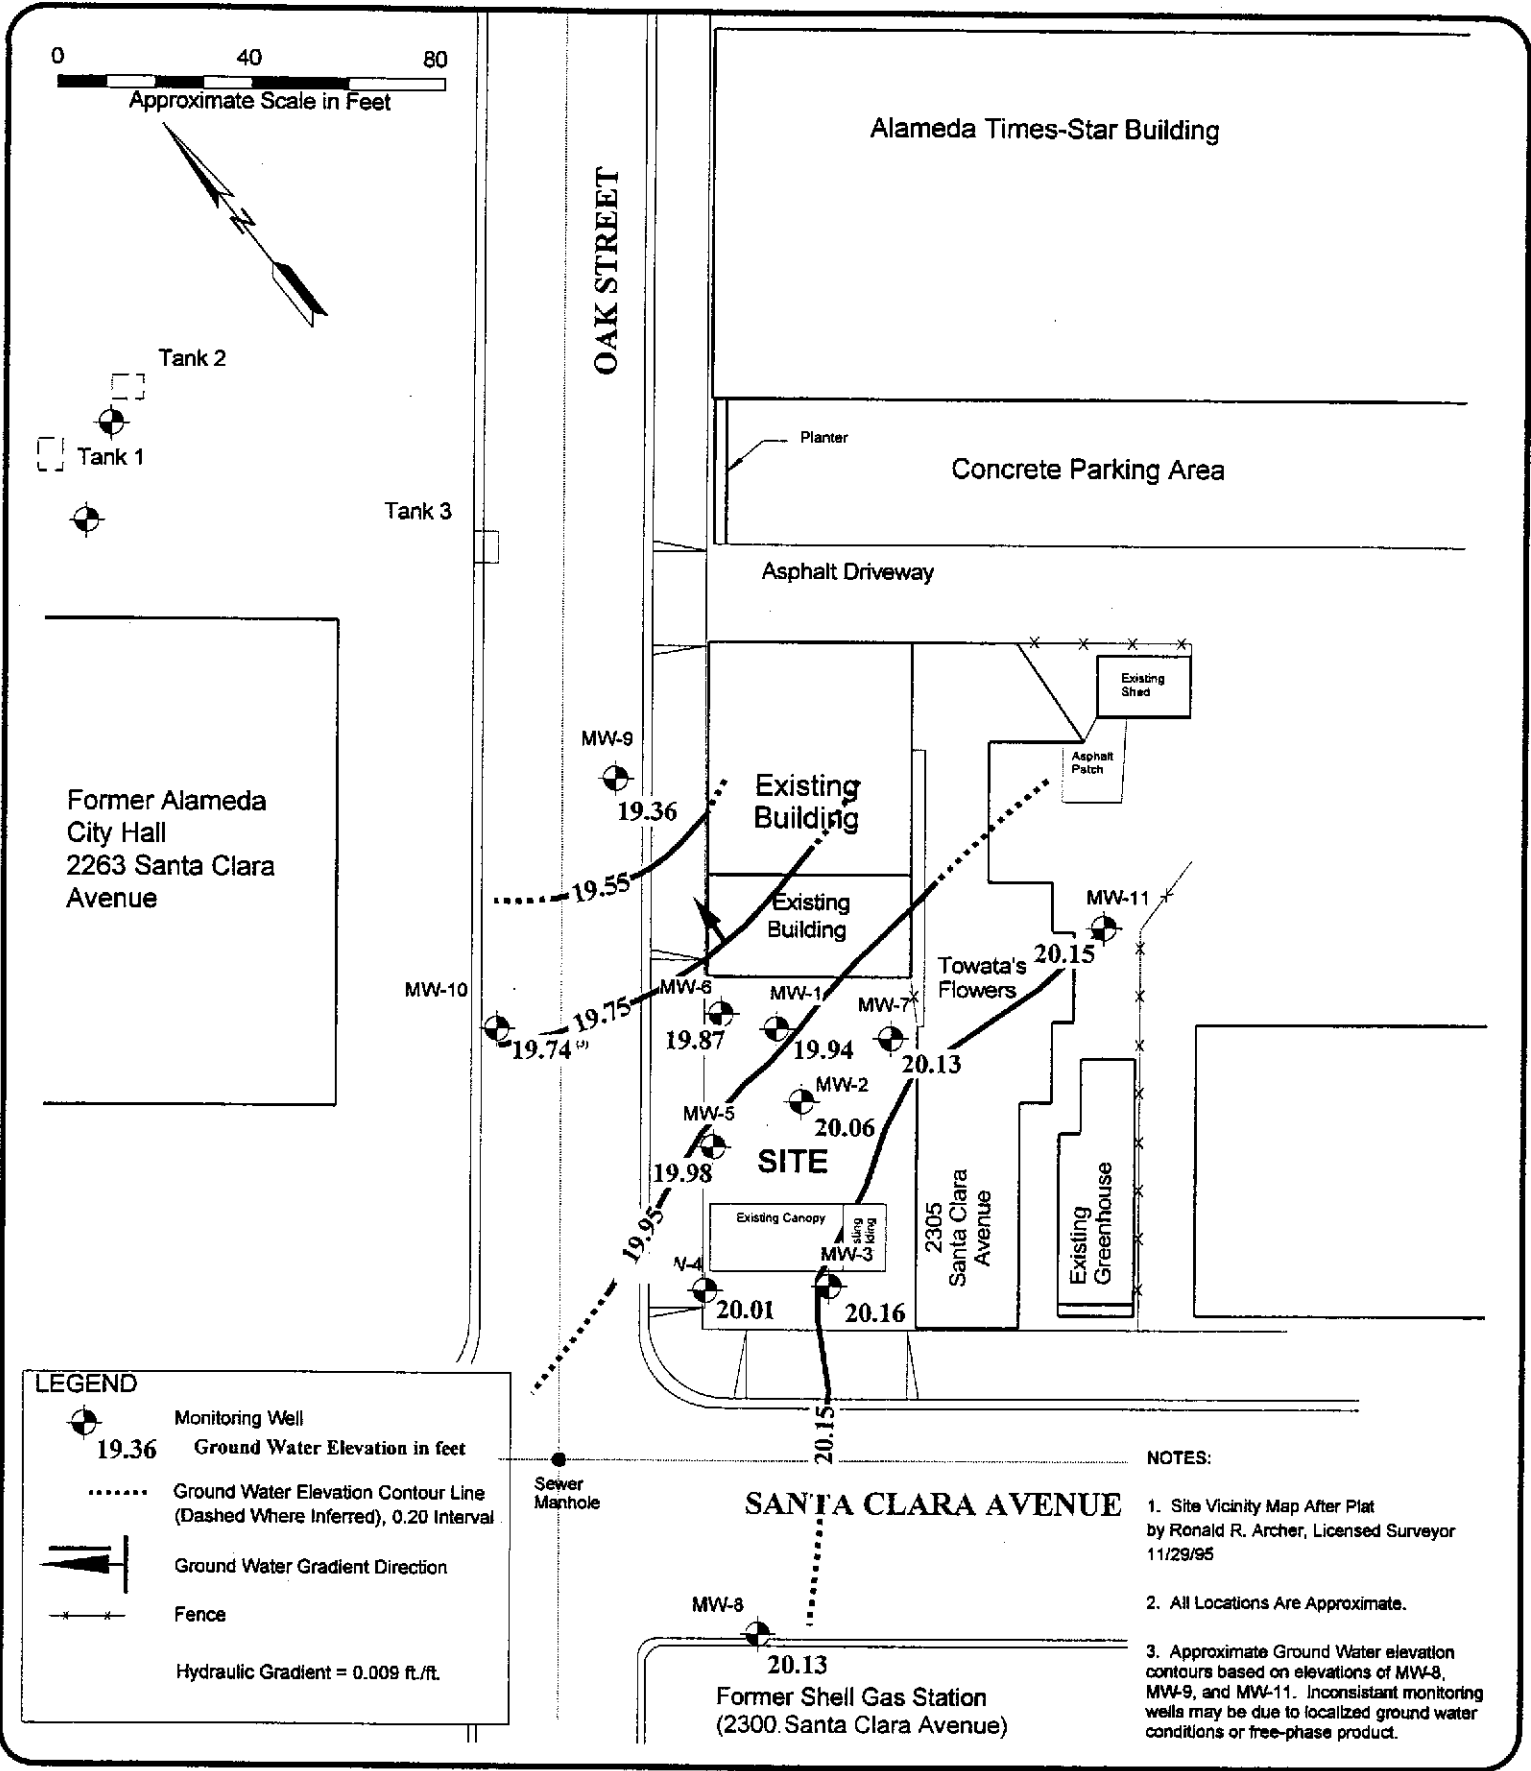 0 40 80
Approximate Scale in Feet
N
Alameda Times-Star Building
OAK STREET
Tank 2
Tank 1
Tank 3
Planter
Concrete Parking Area
Asphalt Driveway
Existing
Shed
Asphalt
Patch
MW-9
19.36
Existing
Building
Former Alameda
City Hall
2263 Santa Clara
Avenue
19.55
Existing
Building
MW-11
20.15
Towata's
Flowers
MW-10
19.74
19.75
MW-6
19.87
MW-1
19.94
MW-7
20.13
MW-2
20.06
MW-5
19.98
SITE
19.95
Existing Canopy
MW-3
20.16
20.01
2305
Santa Clara
Avenue
Existing
Greenhouse
20.15
LEGEND
Monitoring Well
19.36 Ground Water Elevation in feet
Ground Water Elevation Contour Line
(Dashed Where Inferred), 0.20 Interval
Ground Water Gradient Direction
Fence
Hydraulic Gradient = 0.009 ft./ft.
Sewer
Manhole
SANTA CLARA AVENUE
MW-8
20.13
Former Shell Gas Station
(2300 Santa Clara Avenue)
NOTES:
1. Site Vicinity Map After Plat
by Ronald R. Archer, Licensed Surveyor
11/29/95
2. All Locations Are Approximate.
3. Approximate Ground Water elevation
contours based on elevations of MW-8,
MW-9, and MW-11. Inconsistant monitoring
wells may be due to localized ground water
conditions or free-phase product.